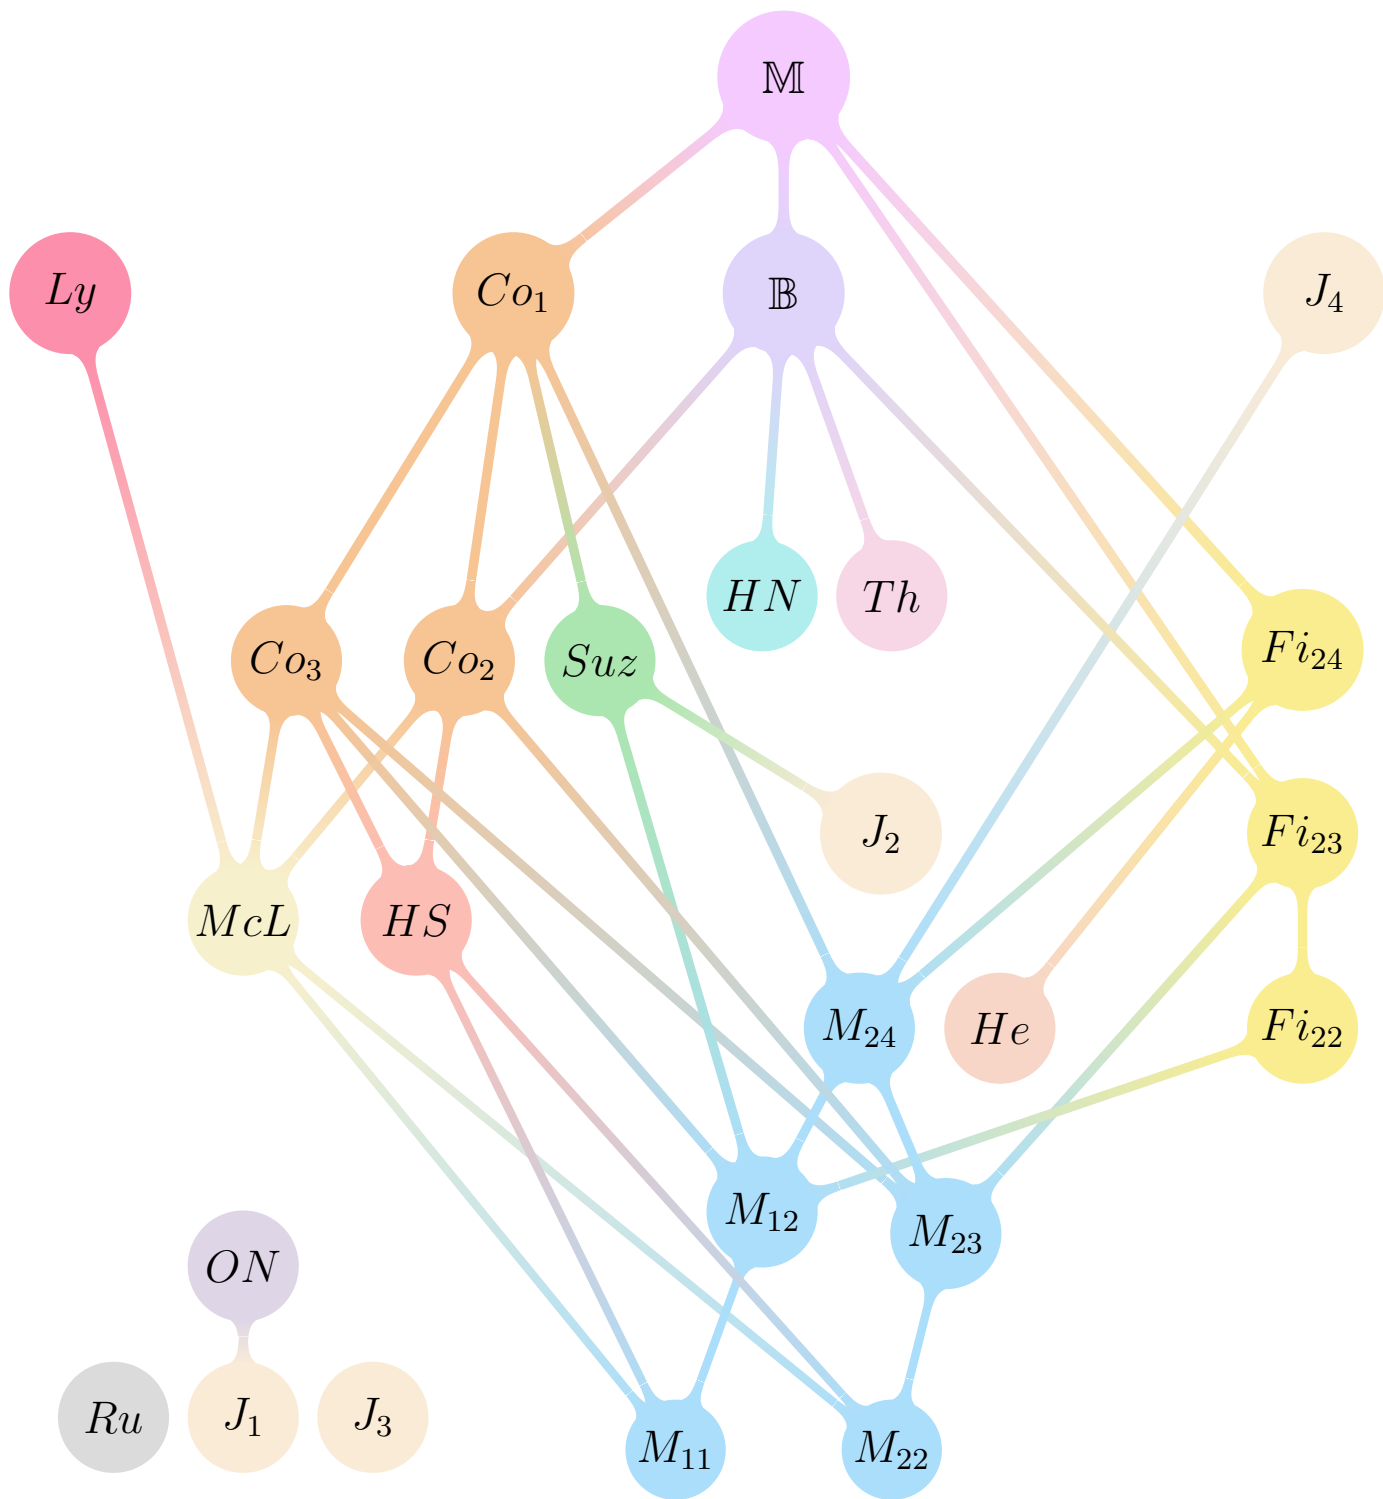 𝕄
Ly
Co₁
𝔹
J₄
HN
Th
Fi₂₄
Co₃
Co₂
Suz
J₂
Fi₂₃
McL
HS
M₂₄
He
Fi₂₂
M₁₂
M₂₃
ON
Ru
J₁
J₃
M₁₁
M₂₂